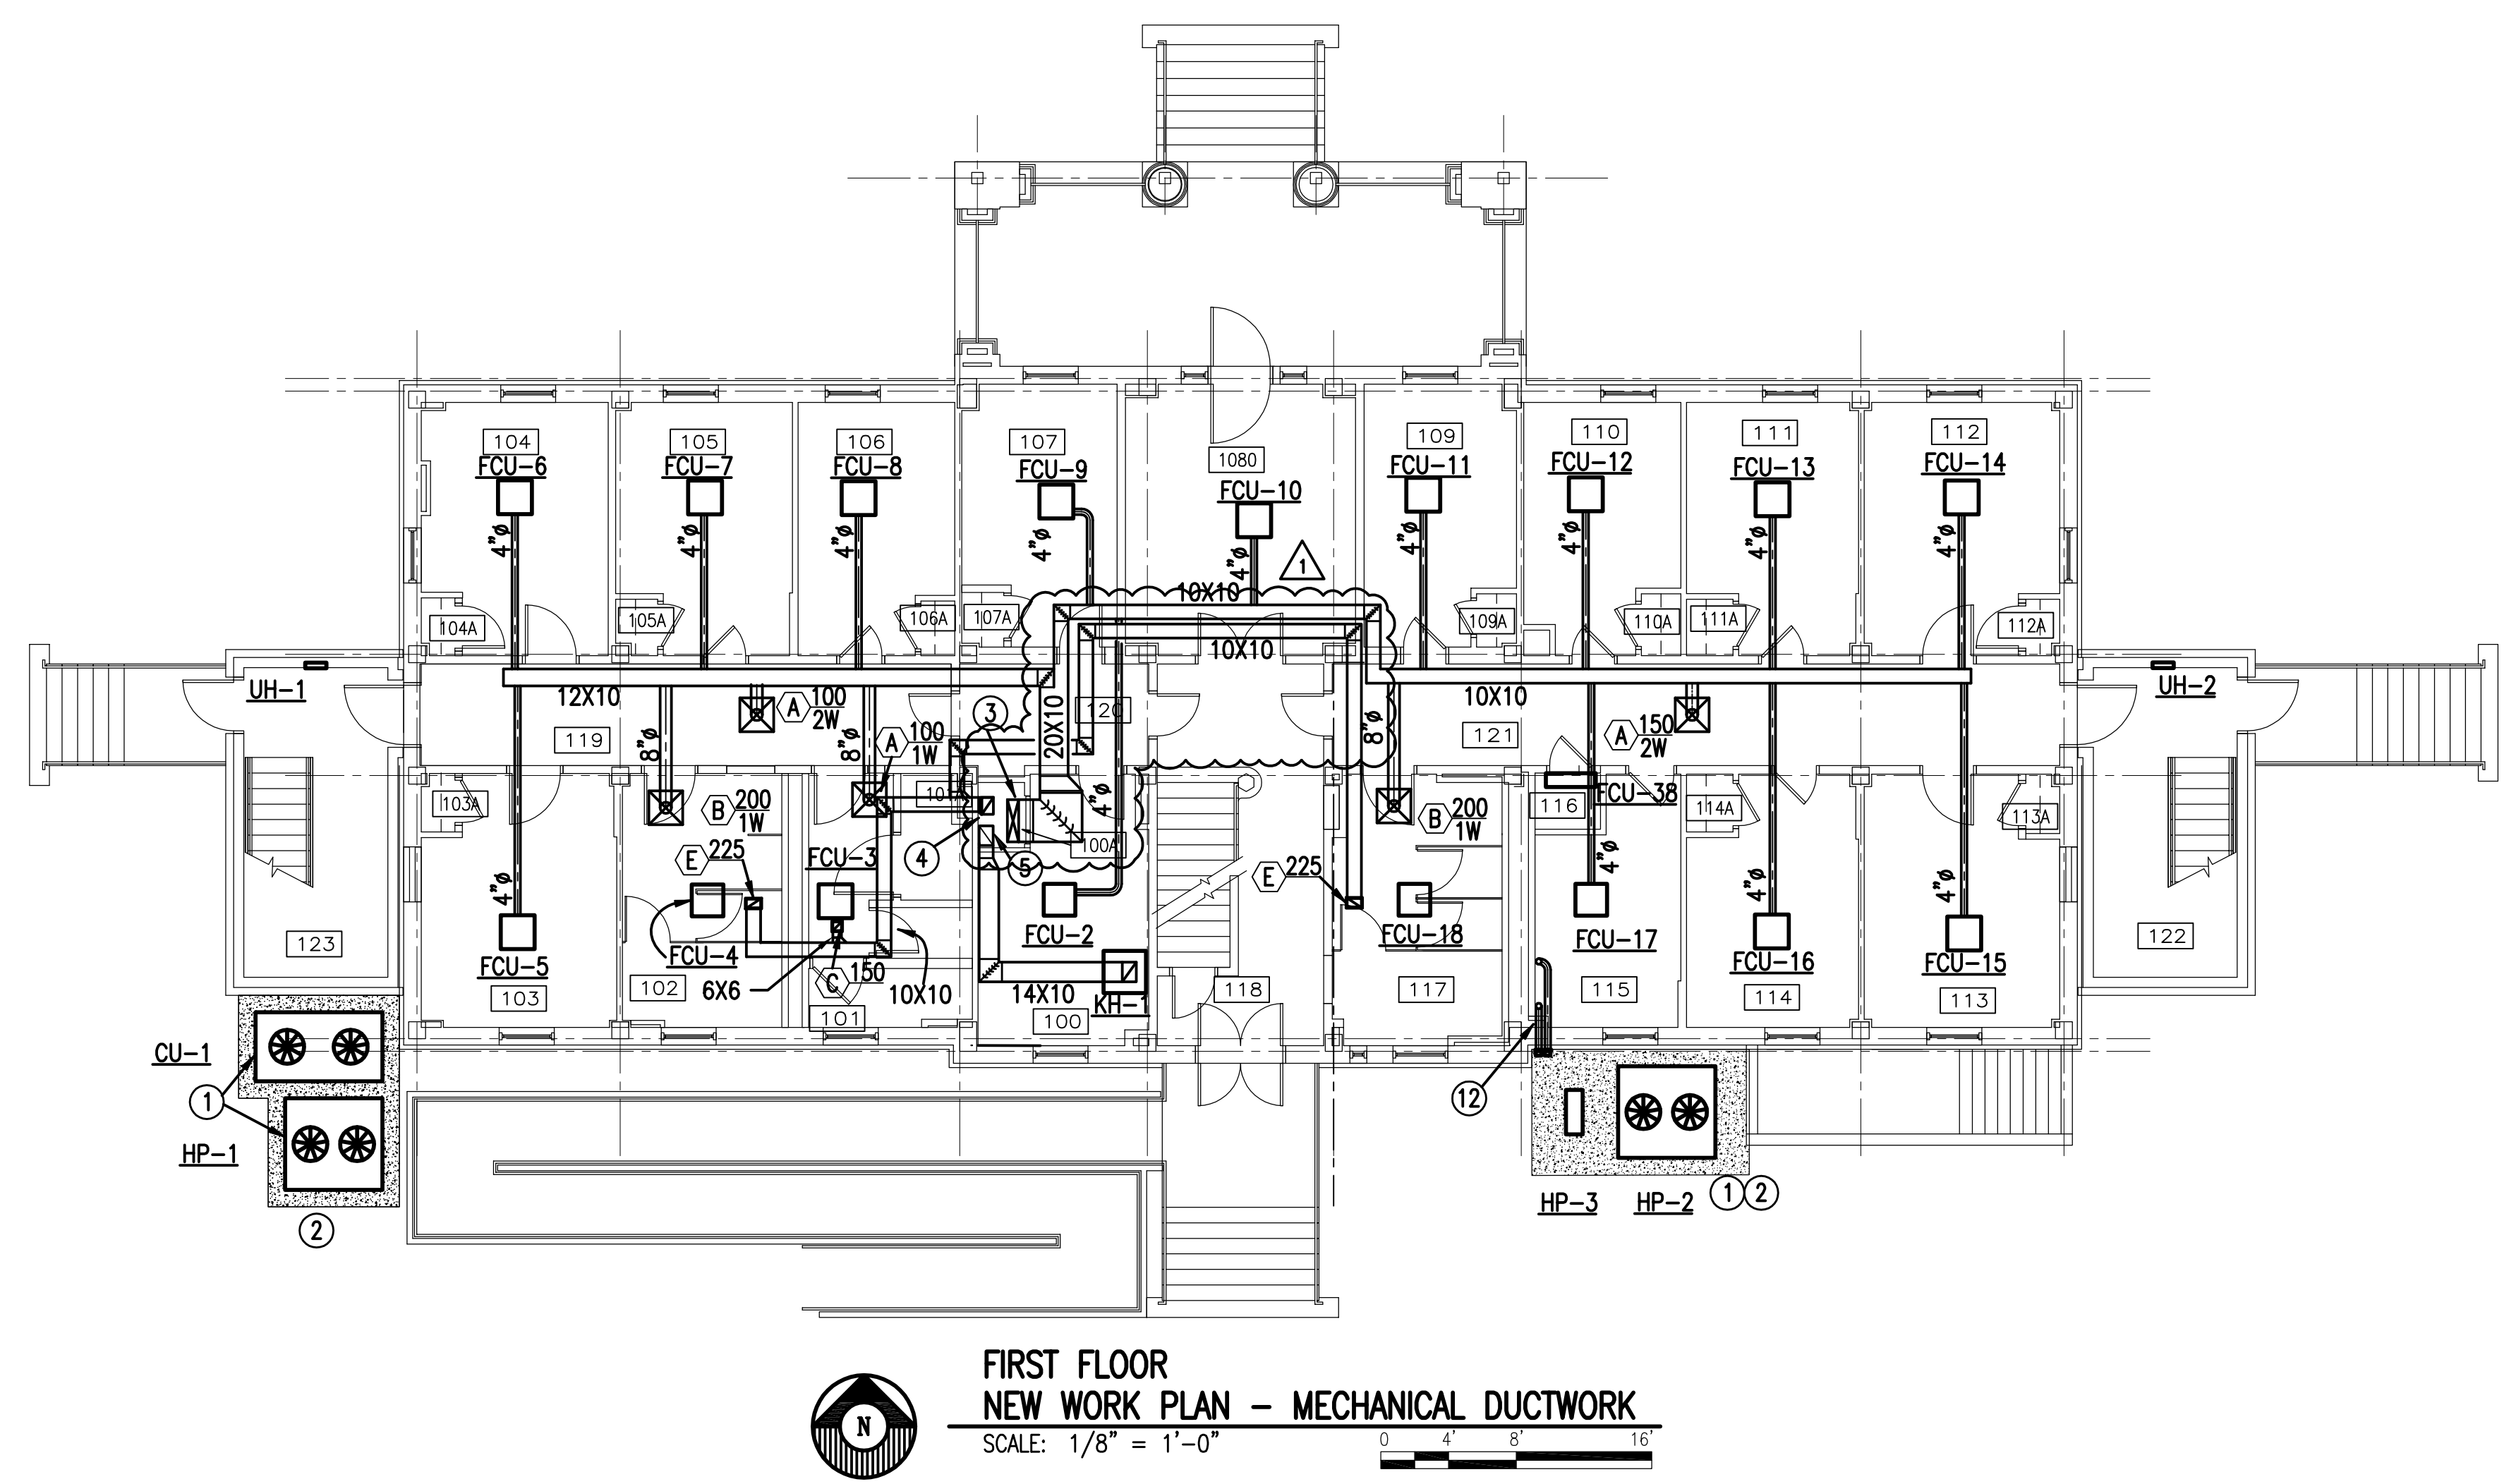 104
FCU-6
105
FCU-7
106
FCU-8
107
FCU-9
1080
FCU-10
109
FCU-11
110
FCU-12
111
FCU-13
112
FCU-14
4"Ø
4"Ø
4"Ø
4"Ø
4"Ø
4"Ø
4"Ø
4"Ø
4"Ø
1
10X10
104A
105A
106A
107A
109A
110A
111A
112A
10X10
UH-1
12X10
A
100
2W
3
120
20X10
10X10
UH-2
119
8"Ø
8"Ø
A
100
1W
8"Ø
121
A
150
2W
103A
B
200
1W
101A
4"Ø
B
200
1W
116
FCU-38
114A
113A
100A
4
5
E
225
FCU-3
E
225
4"Ø
4"Ø
4"Ø
4"Ø
FCU-5
FCU-4
FCU-2
FCU-18
FCU-17
FCU-16
FCU-15
123
103
102
6X6
C
150
10X10
101
14X10
KH-1
100
118
117
115
114
113
122
CU-1
1
HP-1
2
12
HP-3
HP-2
1
2
FIRST FLOOR
NEW WORK PLAN - MECHANICAL DUCTWORK
N
SCALE: 1/8" = 1'-0"
0 4' 8' 16'